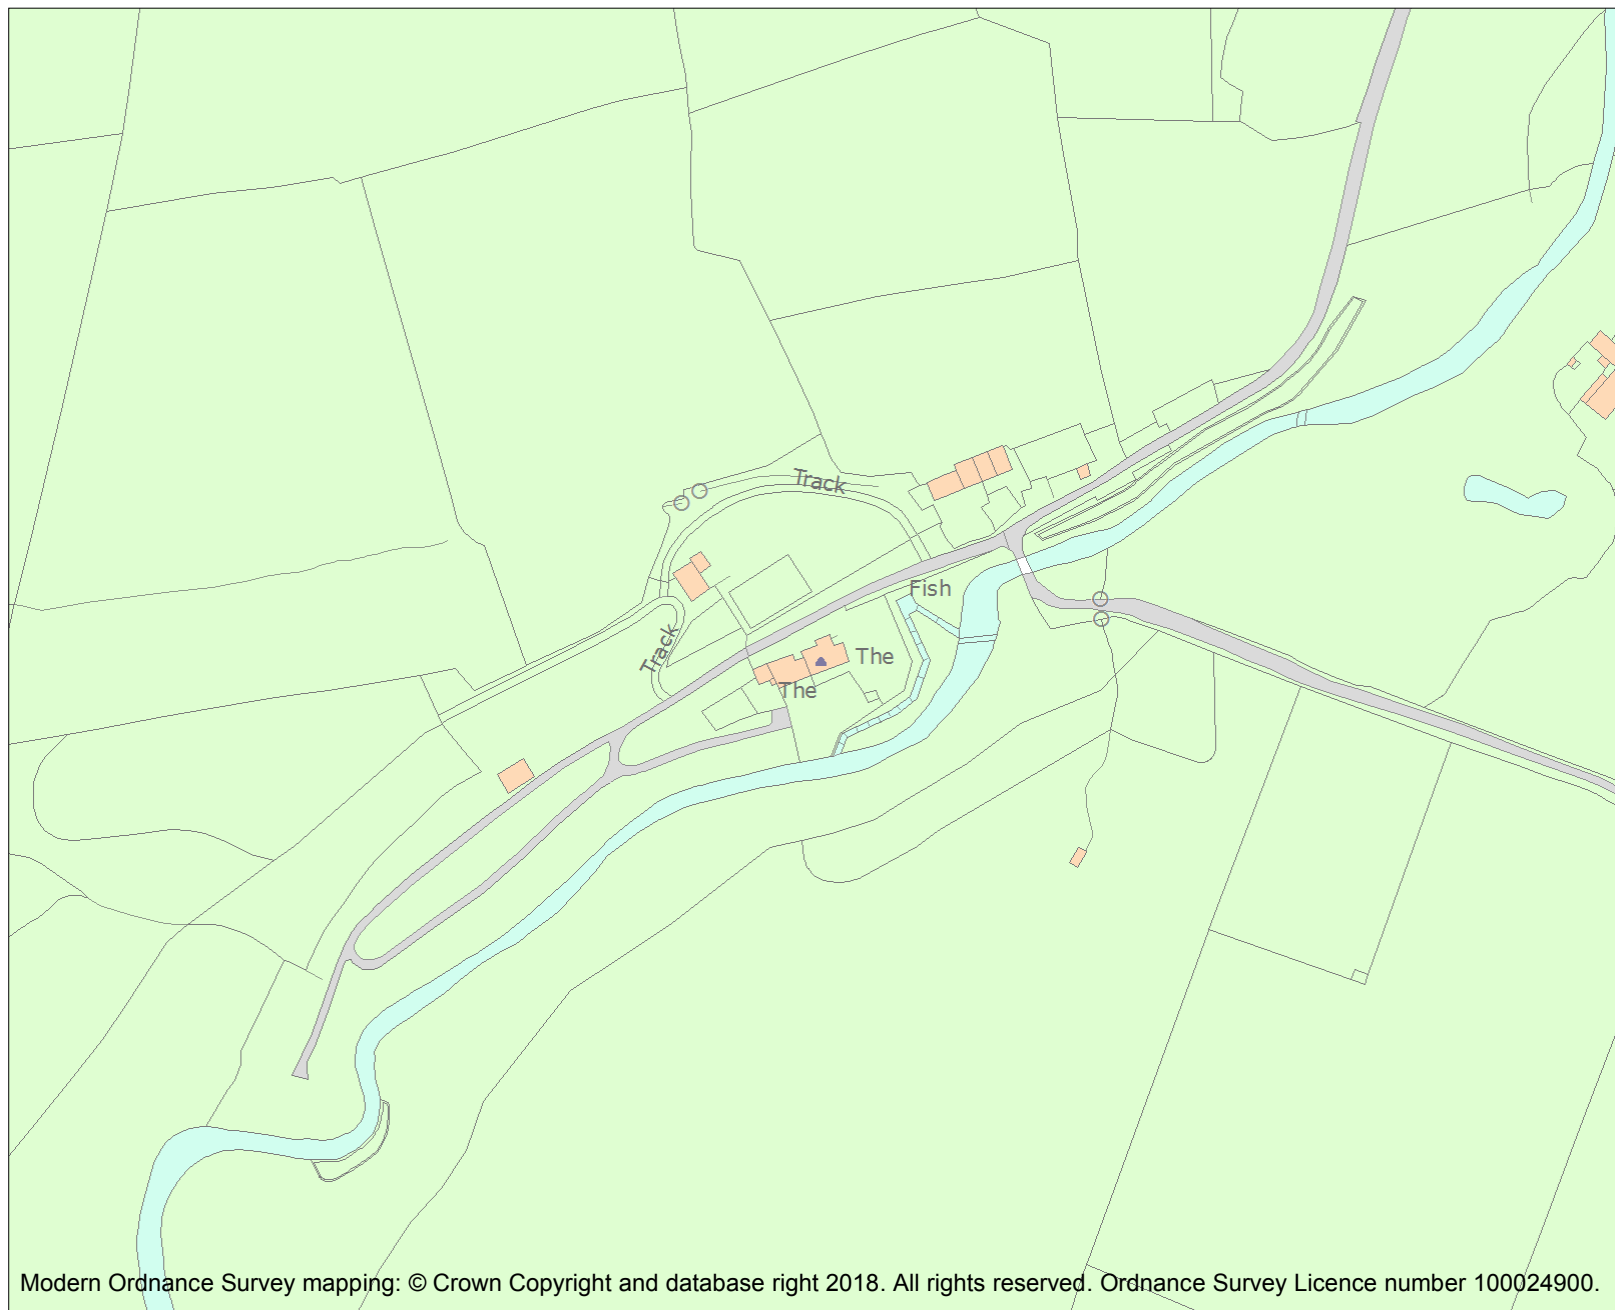 Track
Fish
Track
The
The
Modern Ordnance Survey mapping: © Crown Copyright and database right 2018. All rights reserved. Ordnance Survey Licence number 100024900.